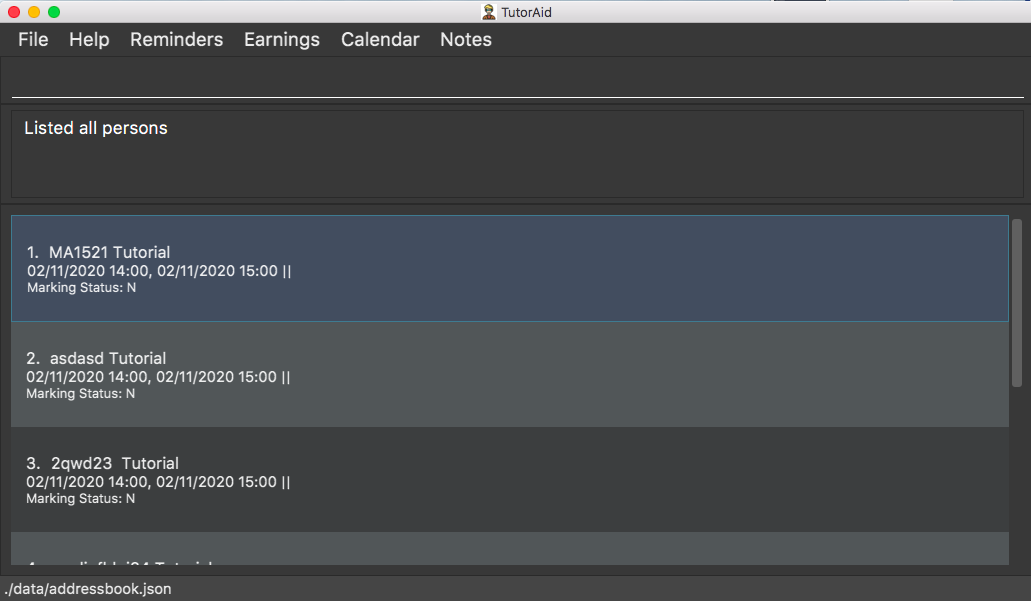 TutorAid
File Help Reminders Earnings Calendar Notes
Listed all persons
1. MA1521 Tutorial
02/11/2020 14:00, 02/11/2020 15:00 ||
Marking Status: N
2. asdasd Tutorial
02/11/2020 14:00, 02/11/2020 15:00 ||
Marking Status: N
3. 2qwd23 Tutorial
02/11/2020 14:00, 02/11/2020 15:00 ||
Marking Status: N
./data/addressbook.json